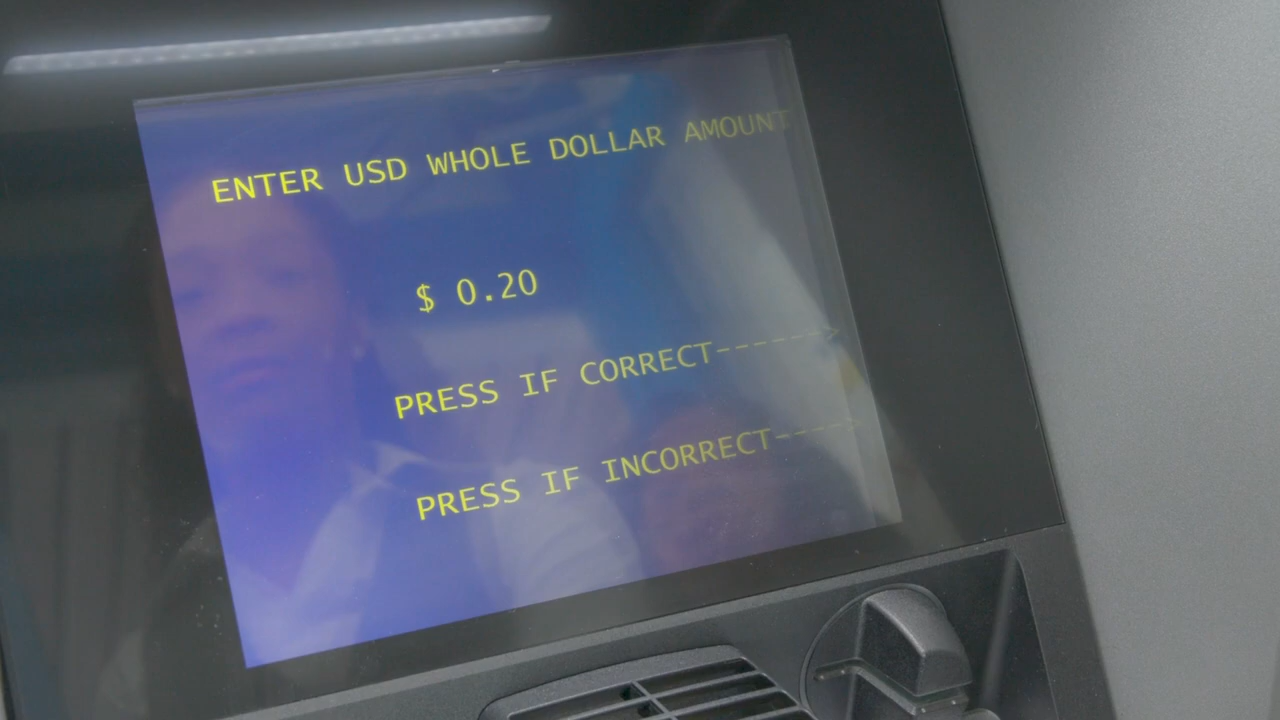 ENTER USD WHOLE DOLLAR AMOUNT
$ 0.20
PRESS IF CORRECT------>
PRESS IF INCORRECT---->